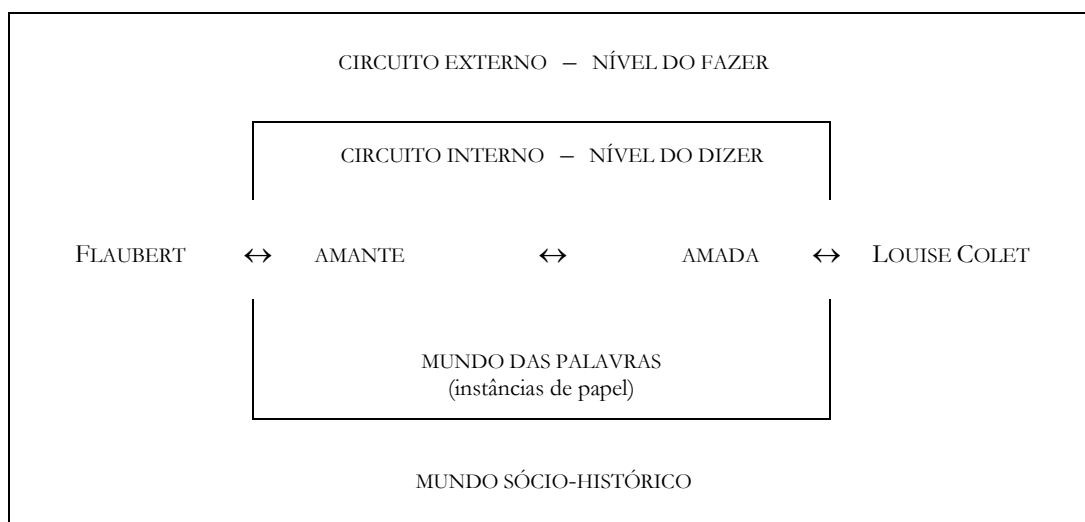 CIRCUITO EXTERNO – NÍVEL DO FAZER
CIRCUITO INTERNO – NÍVEL DO DIZER
FLAUBERT ↔ AMANTE ↔ AMADA ↔ LOUISE COLET
MUNDO DAS PALAVRAS
(instâncias de papel)
MUNDO SÓCIO-HISTÓRICO